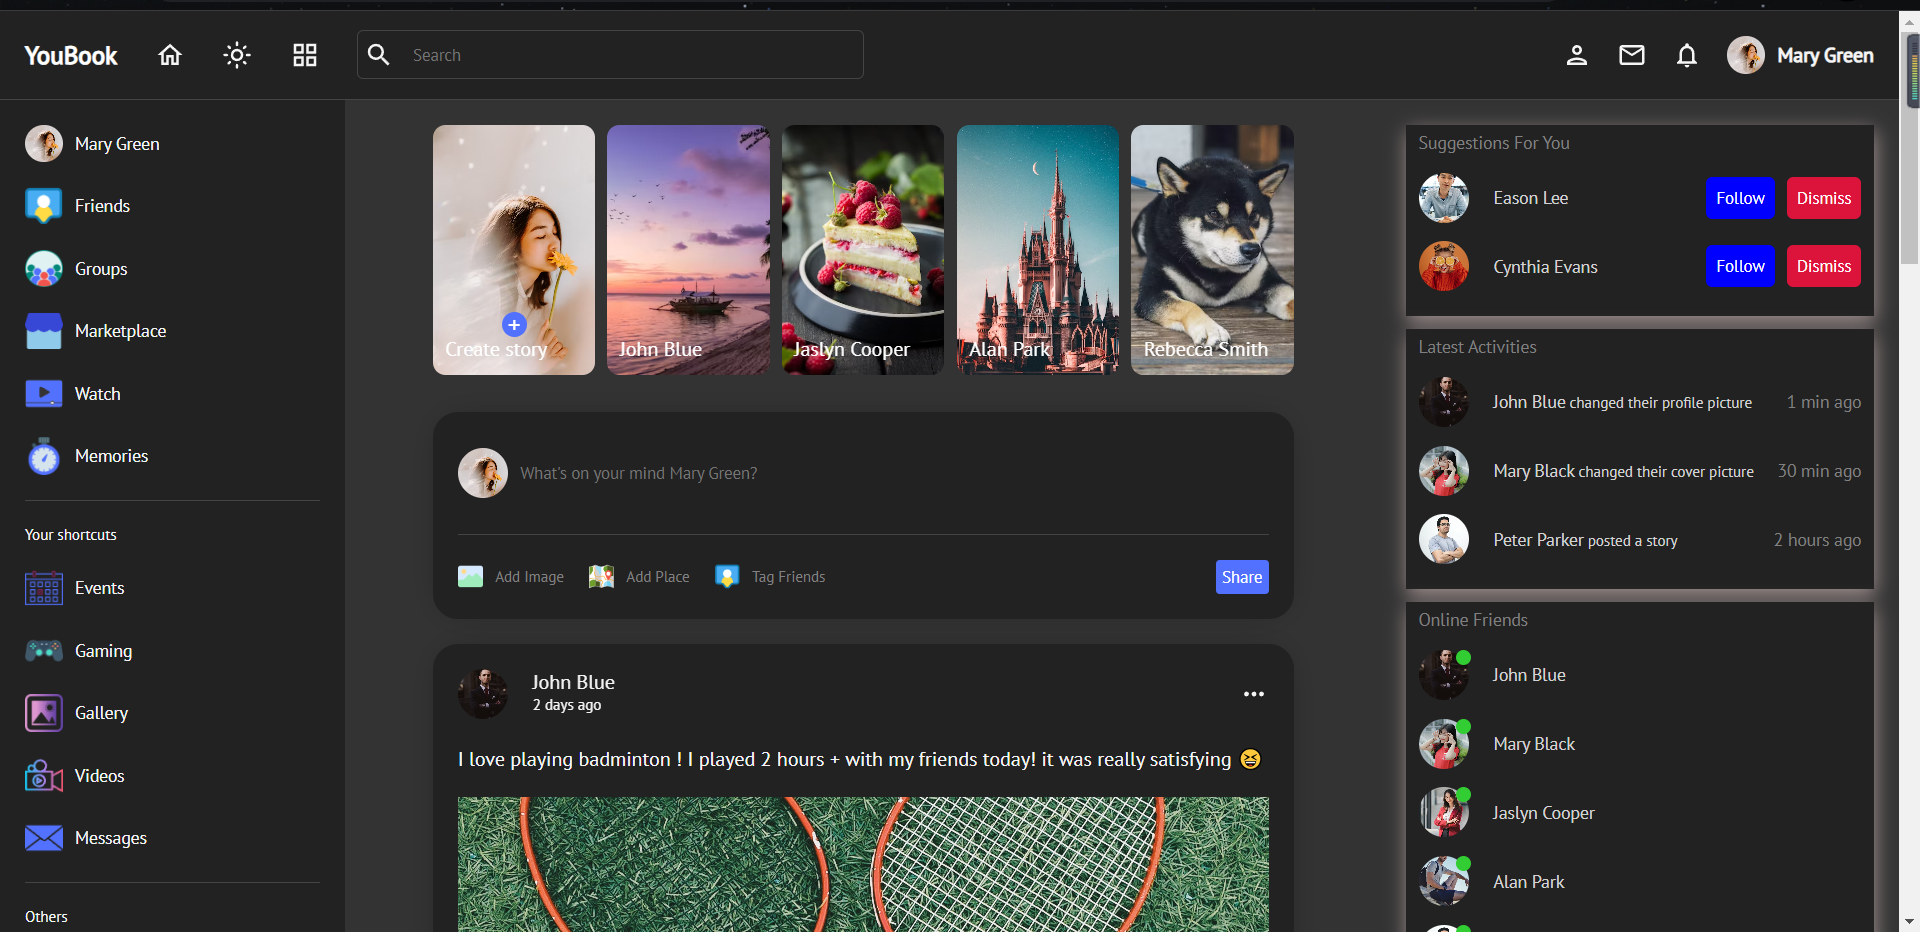 YouBook
Search
Mary Green
Mary Green
Friends
Groups
Marketplace
Watch
Memories
Your shortcuts
Events
Gaming
Gallery
Videos
Messages
Others
Create story
John Blue
Jaslyn Cooper
Alan Park
Rebecca Smith
What's on your mind Mary Green?
Add Image
Add Place
Tag Friends
Share
John Blue
2 days ago
I love playing badminton ! I played 2 hours + with my friends today! it was really satisfying 😆
Suggestions For You
Eason Lee Follow Dismiss
Cynthia Evans Follow Dismiss
Latest Activities
John Blue changed their profile picture 1 min ago
Mary Black changed their cover picture 30 min ago
Peter Parker posted a story 2 hours ago
Online Friends
John Blue
Mary Black
Jaslyn Cooper
Alan Park